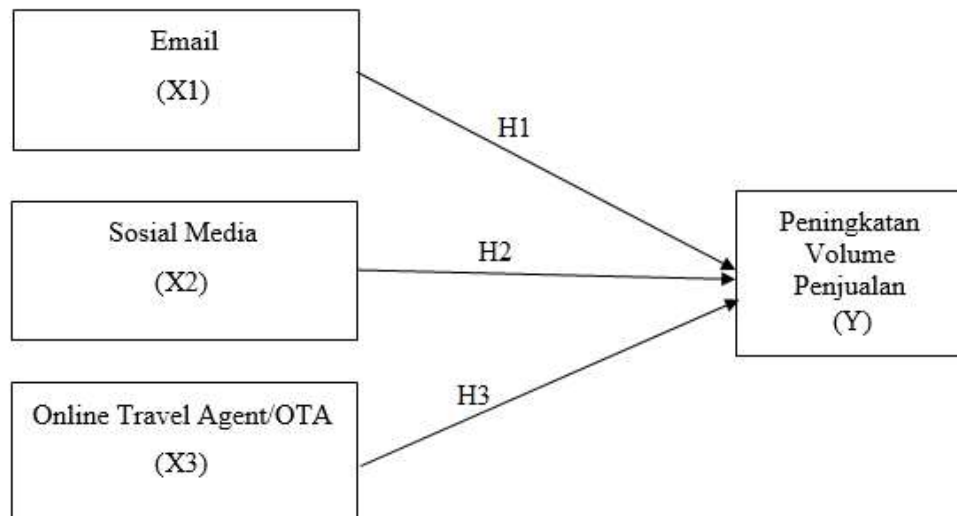 Email
(X1)
H1
Sosial Media
(X2)
H2
Peningkatan
Volume
Penjualan
(Y)
Online Travel Agent/OTA
(X3)
H3